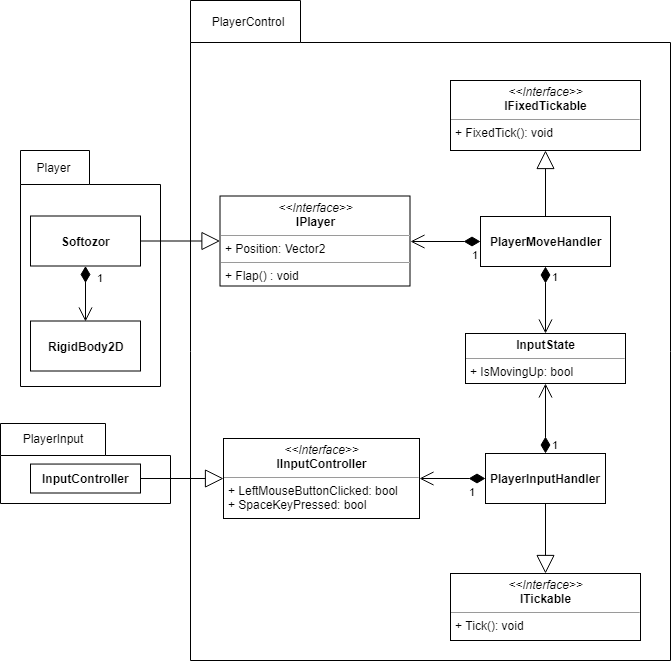 PlayerControl
<<Interface>>
IFixedTickable
+ FixedTick(): void
Player
Softozor
1
RigidBody2D
<<Interface>>
IPlayer
+ Position: Vector2
+ Flap() : void
PlayerMoveHandler
1
1
InputState
+ IsMovingUp: bool
PlayerInput
InputController
<<Interface>>
IInputController
+ LeftMouseButtonClicked: bool
+ SpaceKeyPressed: bool
1
PlayerInputHandler
1
<<Interface>>
ITickable
+ Tick(): void